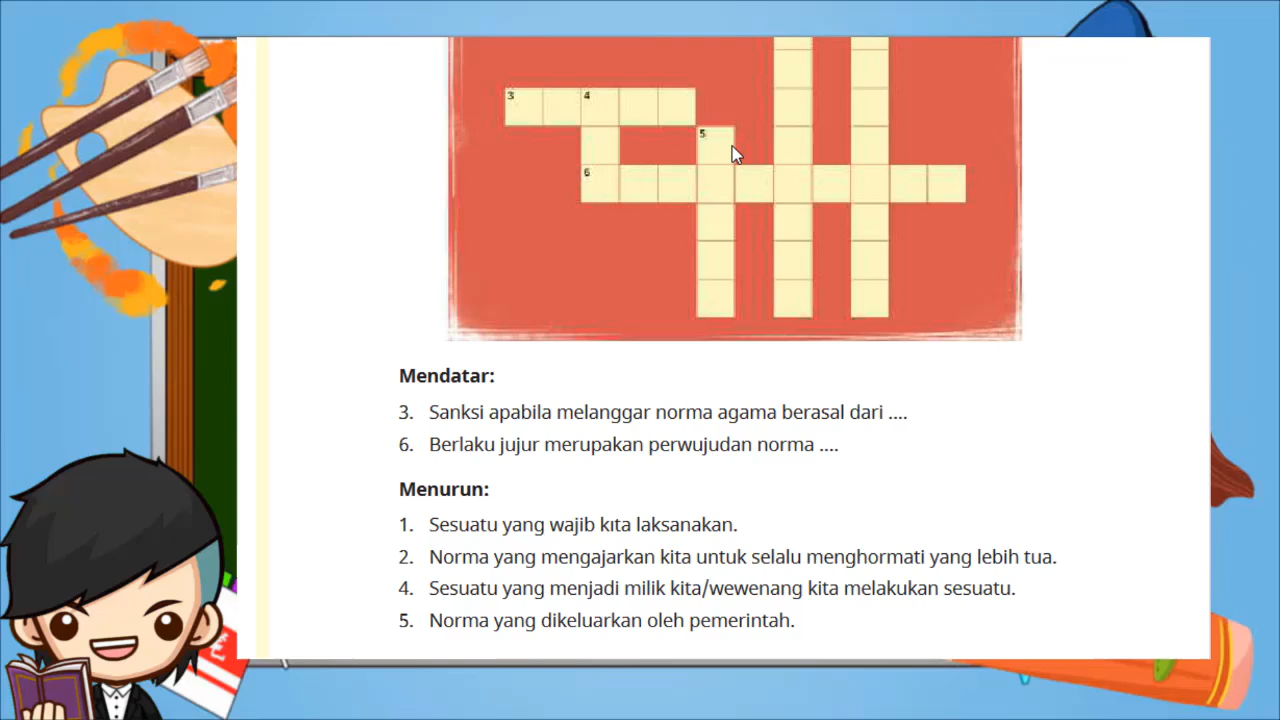 3
4
5
6
Mendatar:
3. Sanksi apabila melanggar norma agama berasal dari ....
6. Berlaku jujur merupakan perwujudan norma ....
Menurun:
1. Sesuatu yang wajib kıta laksanakan.
2. Norma yang mengajarkan kita untuk selalu menghormati yang lebih tua.
4. Sesuatu yang menjadi milik kita/wewenang kita melakukan sesuatu.
5. Norma yang dikeluarkan oleh pemerintah.